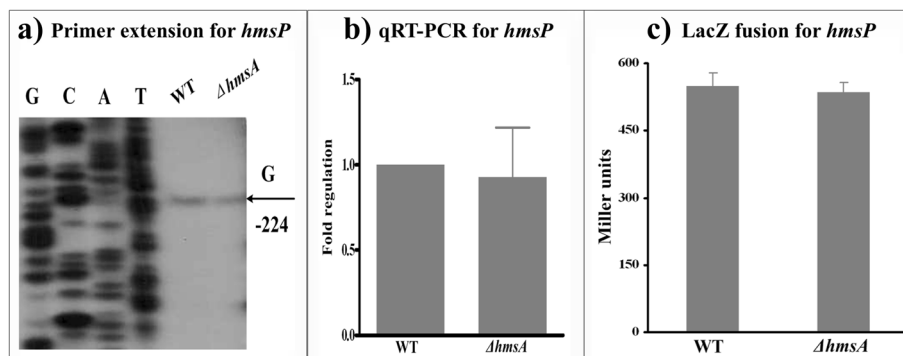 a) Primer extension for hmsP
G C A T WT ΔhmsA
G
-224
b) qRT-PCR for hmsP
Fold regulation
1.5
1.0
0.5
0.0
WT ΔhmsA
c) LacZ fusion for hmsP
Miller units
600
450
300
150
0
WT ΔhmsA